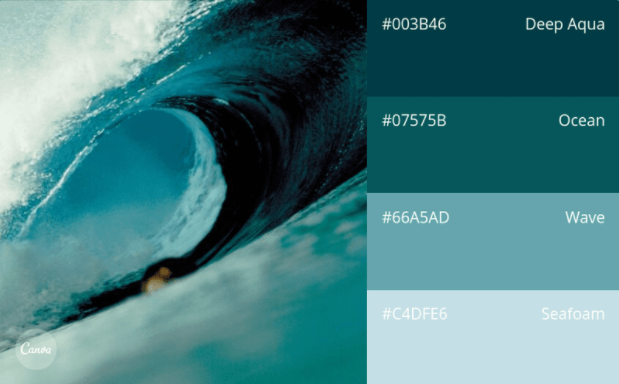 #003B46 Deep Aqua
#07575B Ocean
#66A5AD Wave
#C4DFE6 Seafoam
Canva